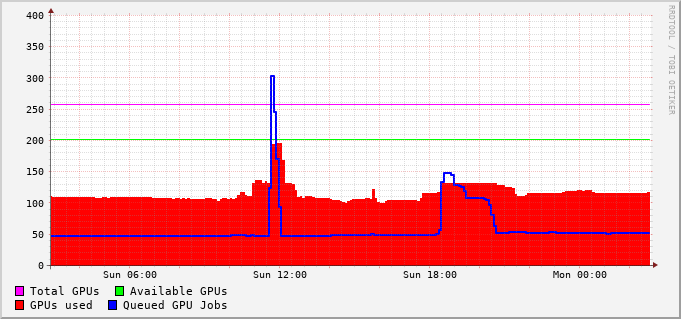 400
350
300
250
200
150
100
50
0
Sun 06:00 Sun 12:00 Sun 18:00 Mon 00:00
Total GPUs Available GPUs
GPUs used Queued GPU Jobs
RRDTOOL / TOBI OETIKER